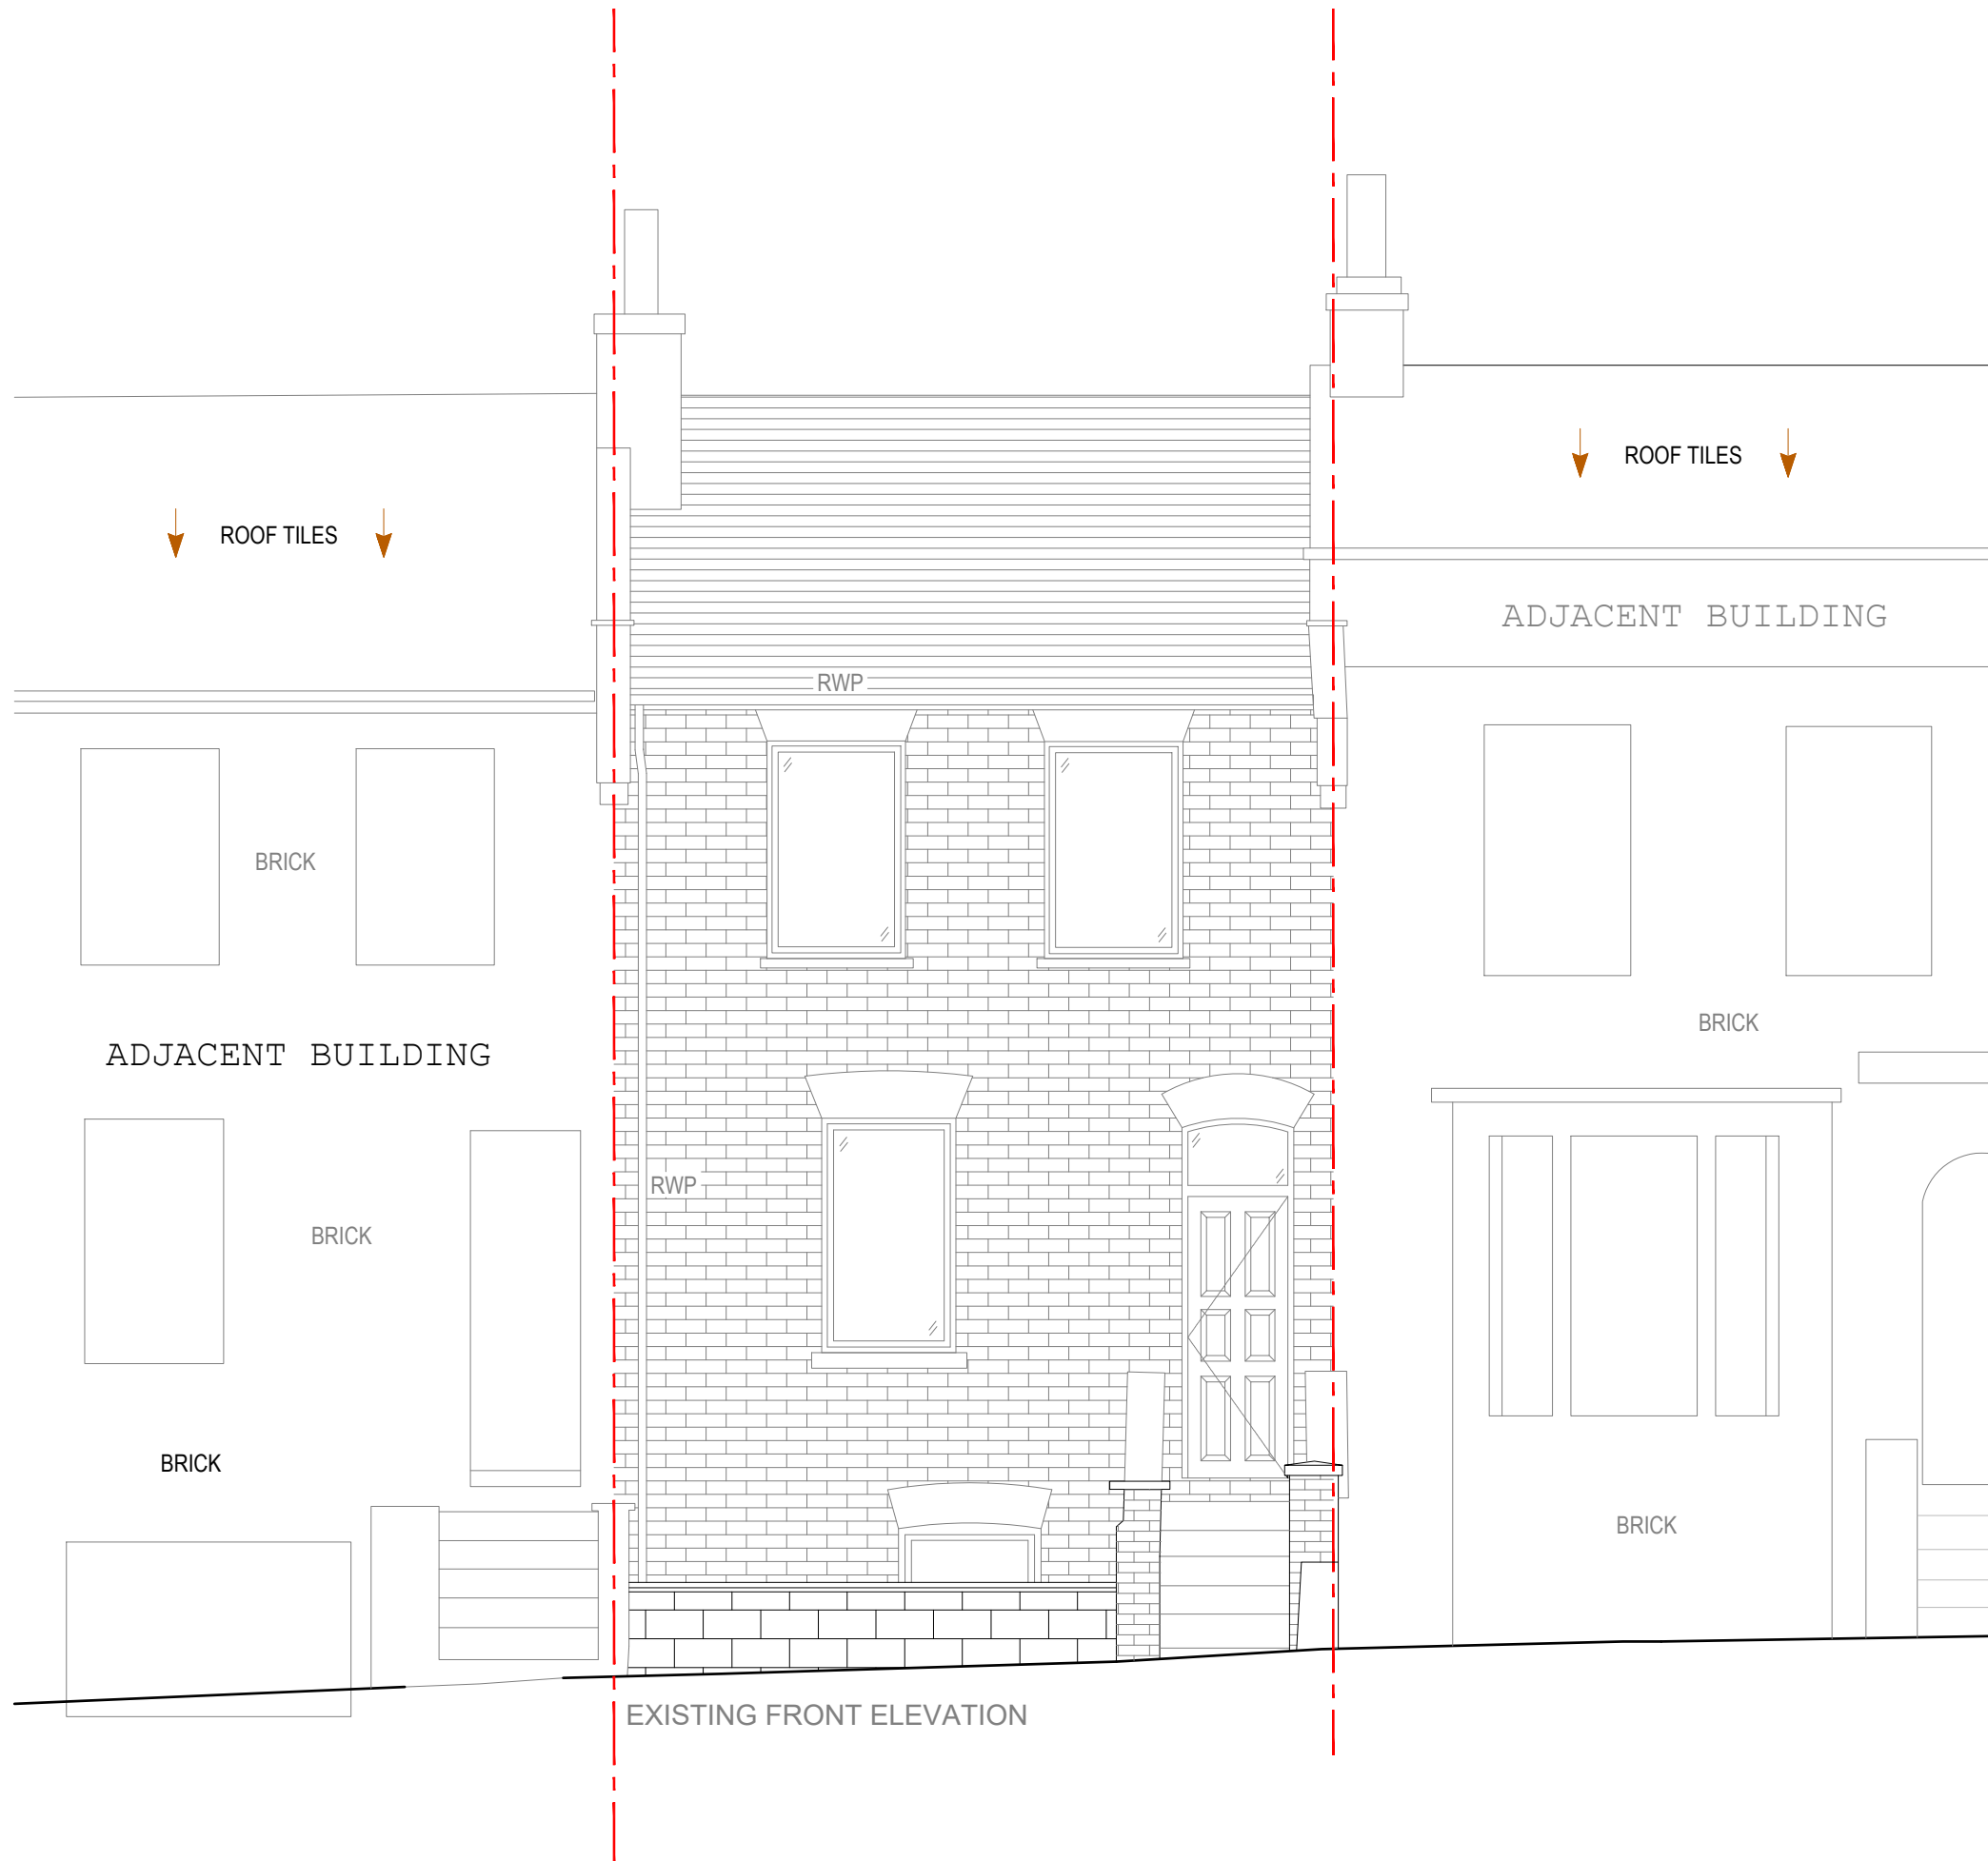 ROOF TILES
ROOF TILES
ADJACENT BUILDING
RWP
BRICK
BRICK
ADJACENT BUILDING
RWP
BRICK
BRICK
BRICK
EXISTING FRONT ELEVATION